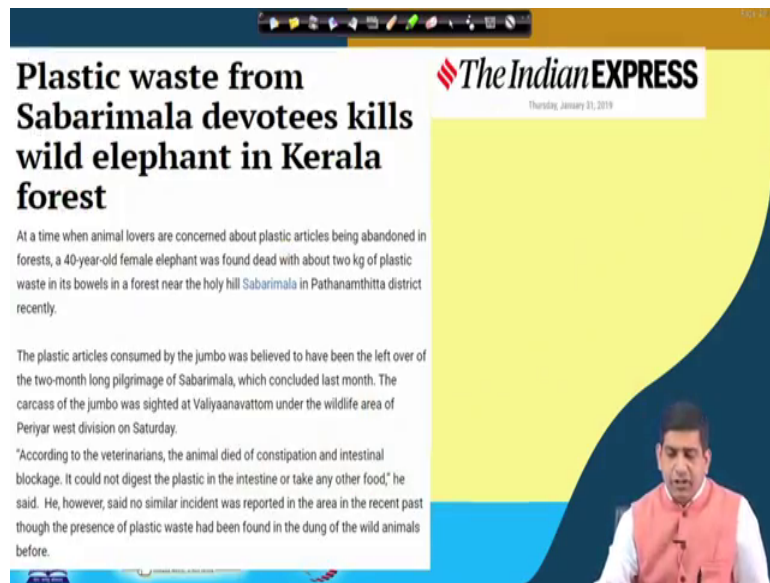 Plastic waste from
Sabarimala devotees kills
wild elephant in Kerala
forest
The Indian EXPRESS
Thursday, January 31, 2019
At a time when animal lovers are concerned about plastic articles being abandoned in
forests, a 40-year-old female elephant was found dead with about two kg of plastic
waste in its bowels in a forest near the holy hill Sabarimala in Pathanamthitta district
recently.
The plastic articles consumed by the jumbo was believed to have been the left over of
the two-month long pilgrimage of Sabarimala, which concluded last month. The
carcass of the jumbo was sighted at Valiyaanavattom under the wildlife area of
Periyar west division on Saturday.
"According to the veterinarians, the animal died of constipation and intestinal
blockage. It could not digest the plastic in the intestine or take any other food," he
said. He, however, said no similar incident was reported in the area in the recent past
though the presence of plastic waste had been found in the dung of the wild animals
before.